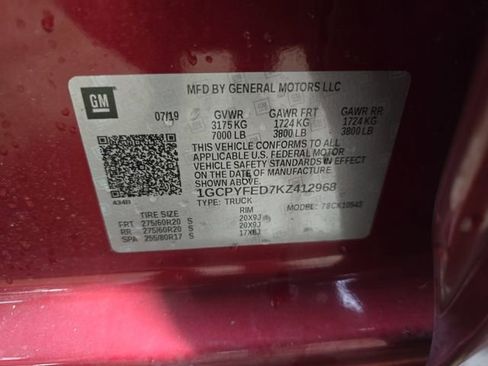 MFD BY GENERAL MOTORS LLC
GM
07/19 GVWR GAWR FRT GAWR RR
3175 KG 1724 KG 1724 KG
7000 LB 3800 LB 3800 LB
THIS VEHICLE CONFORMS TO ALL
APPLICABLE U.S. FEDERAL MOTOR
VEHICLE SAFETY STANDARDS IN EFFECT
ON THE DATE OF MANUFACTURE SHOWN
ABOVE.
1GCPYFED7KZ412968
TYPE: TRUCK MODEL:
TIRE SIZE RIM
FRT 275/60R20 S 20X9J
RR 275/60R20 S 20X9J
SPA 255/80R17 S 17X8J